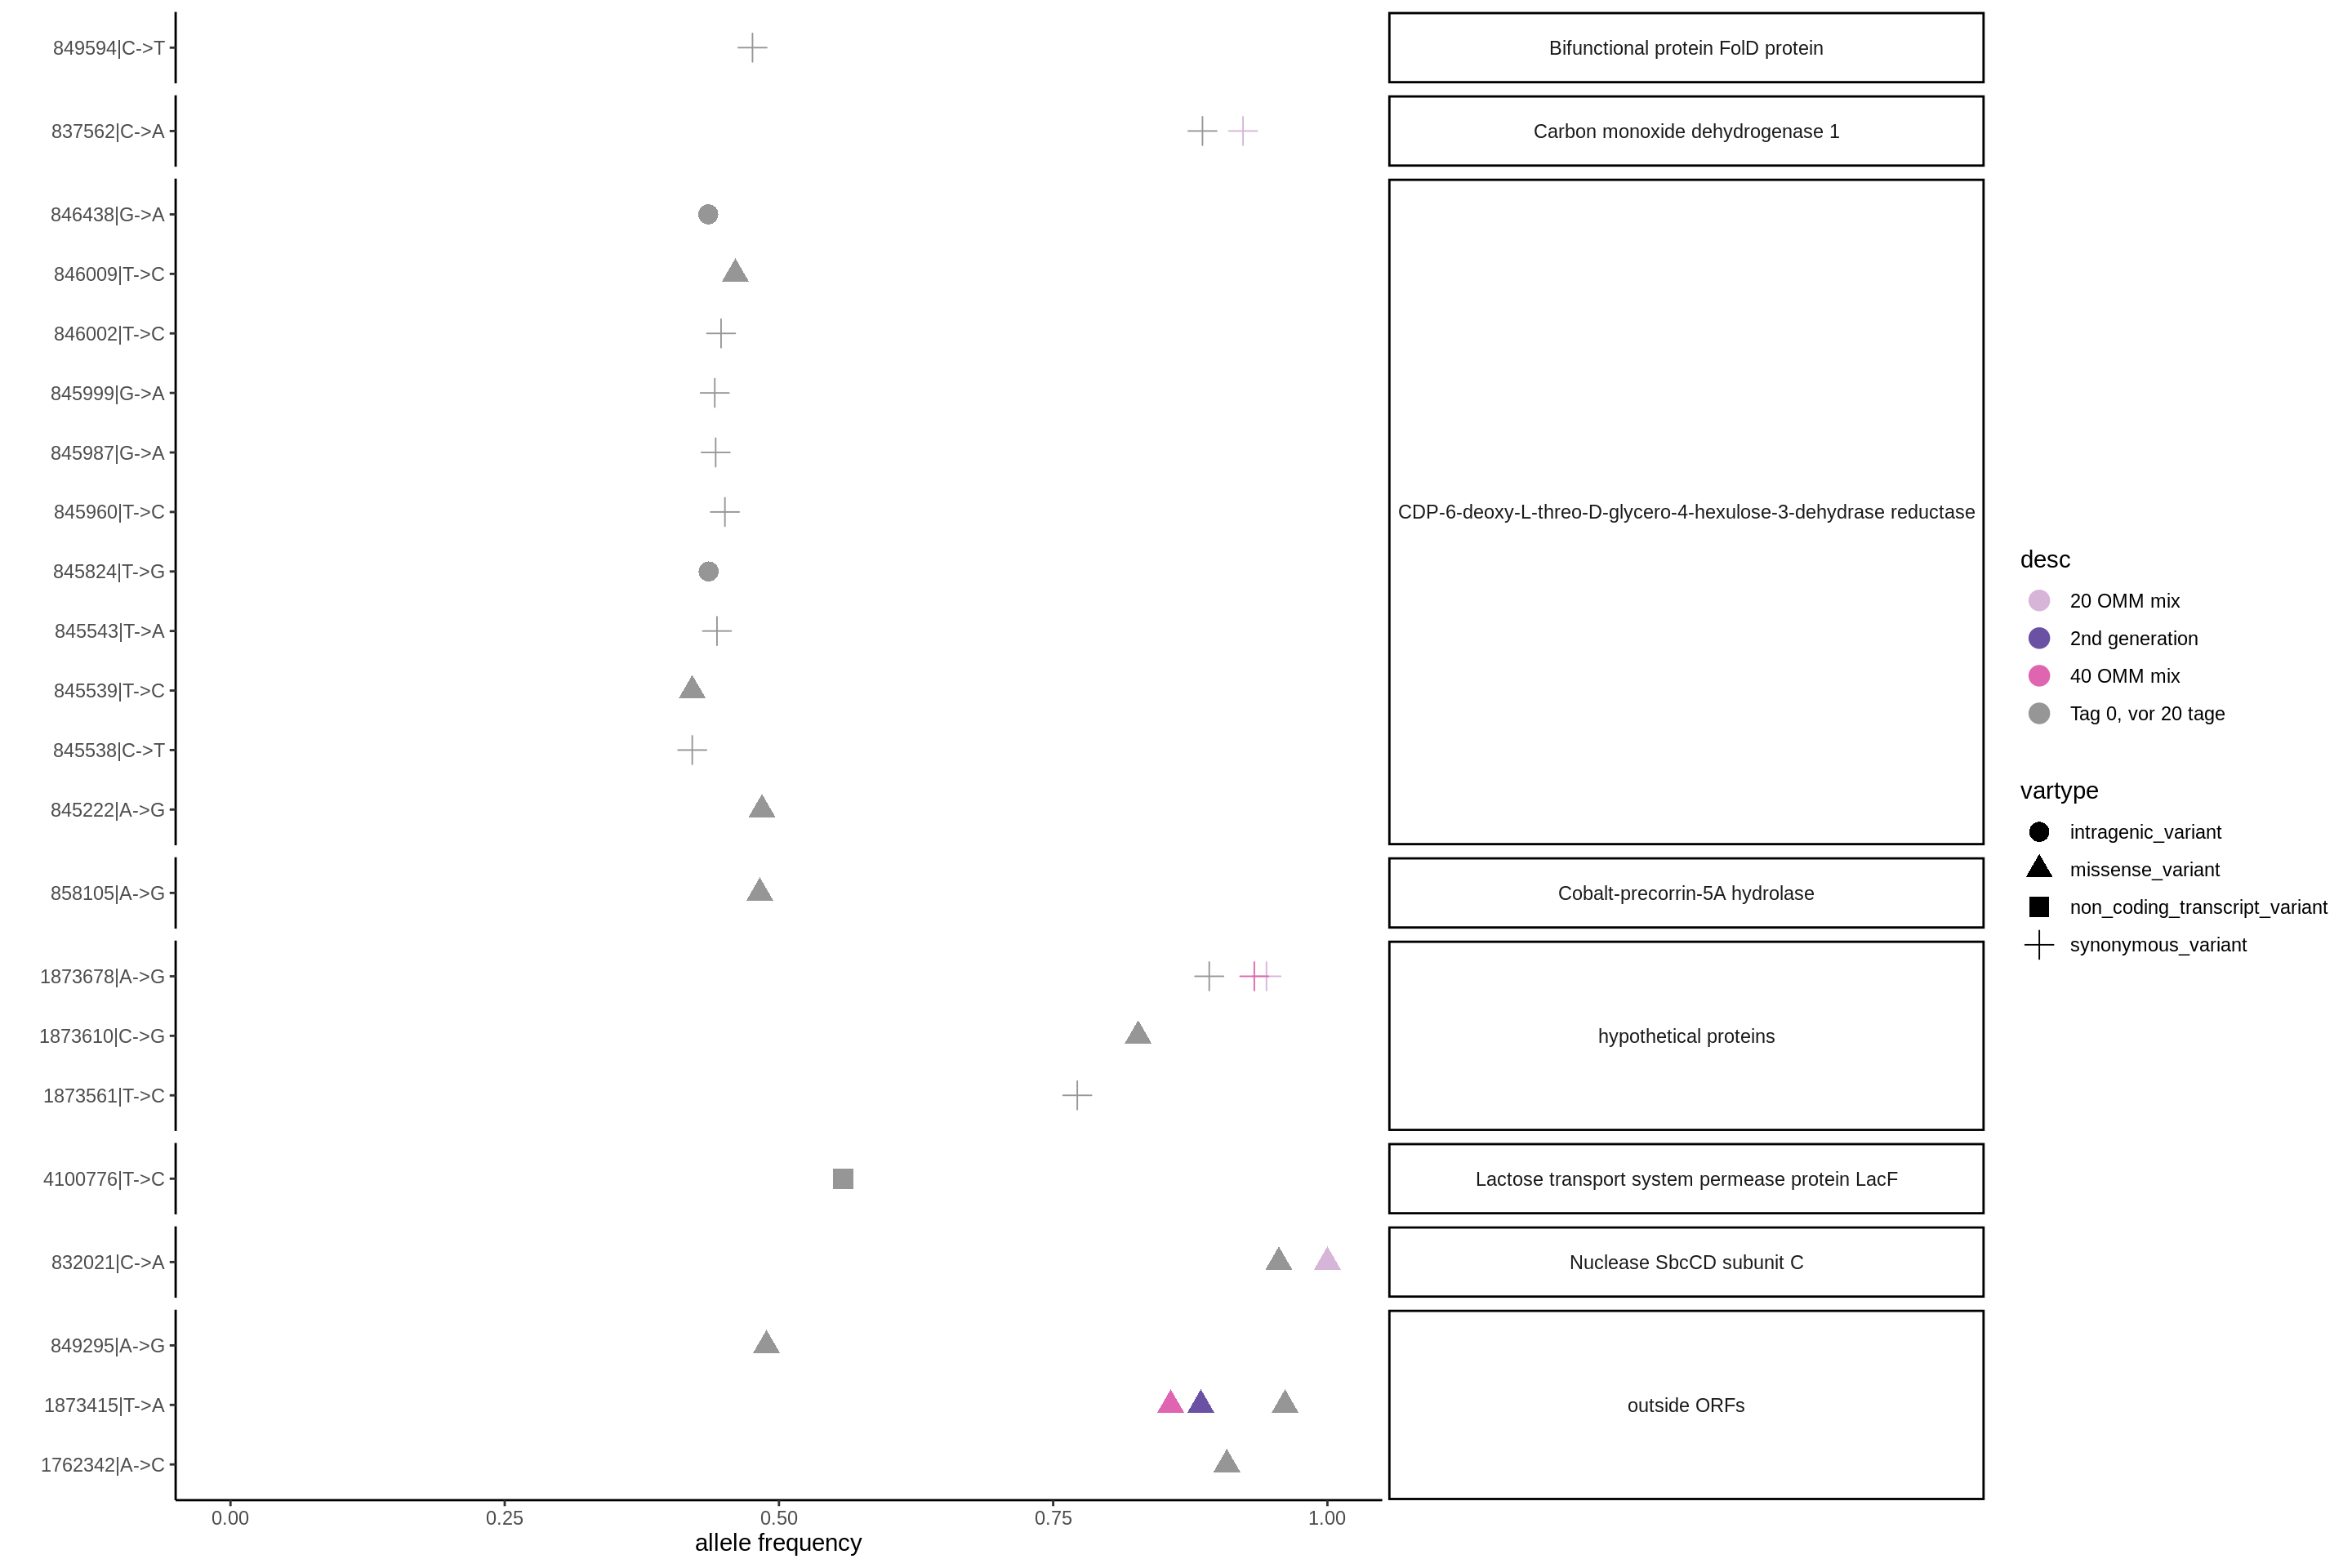 849594|C->T
Bifunctional protein FolD protein
837562|C->A
Carbon monoxide dehydrogenase 1
846438|G->A
846009|T->C
846002|T->C
845999|G->A
845987|G->A
845960|T->C
845824|T->G
845543|T->A
845539|T->C
845538|C->T
845222|A->G
CDP-6-deoxy-L-threo-D-glycero-4-hexulose-3-dehydrase reductase
858105|A->G
Cobalt-precorrin-5A hydrolase
1873678|A->G
1873610|C->G
1873561|T->C
hypothetical proteins
4100776|T->C
Lactose transport system permease protein LacF
832021|C->A
Nuclease SbcCD subunit C
849295|A->G
1873415|T->A
1762342|A->C
outside ORFs
0.00 0.25 0.50 0.75 1.00
allele frequency
desc
20 OMM mix
2nd generation
40 OMM mix
Tag 0, vor 20 tage
vartype
intragenic_variant
missense_variant
non_coding_transcript_variant
synonymous_variant